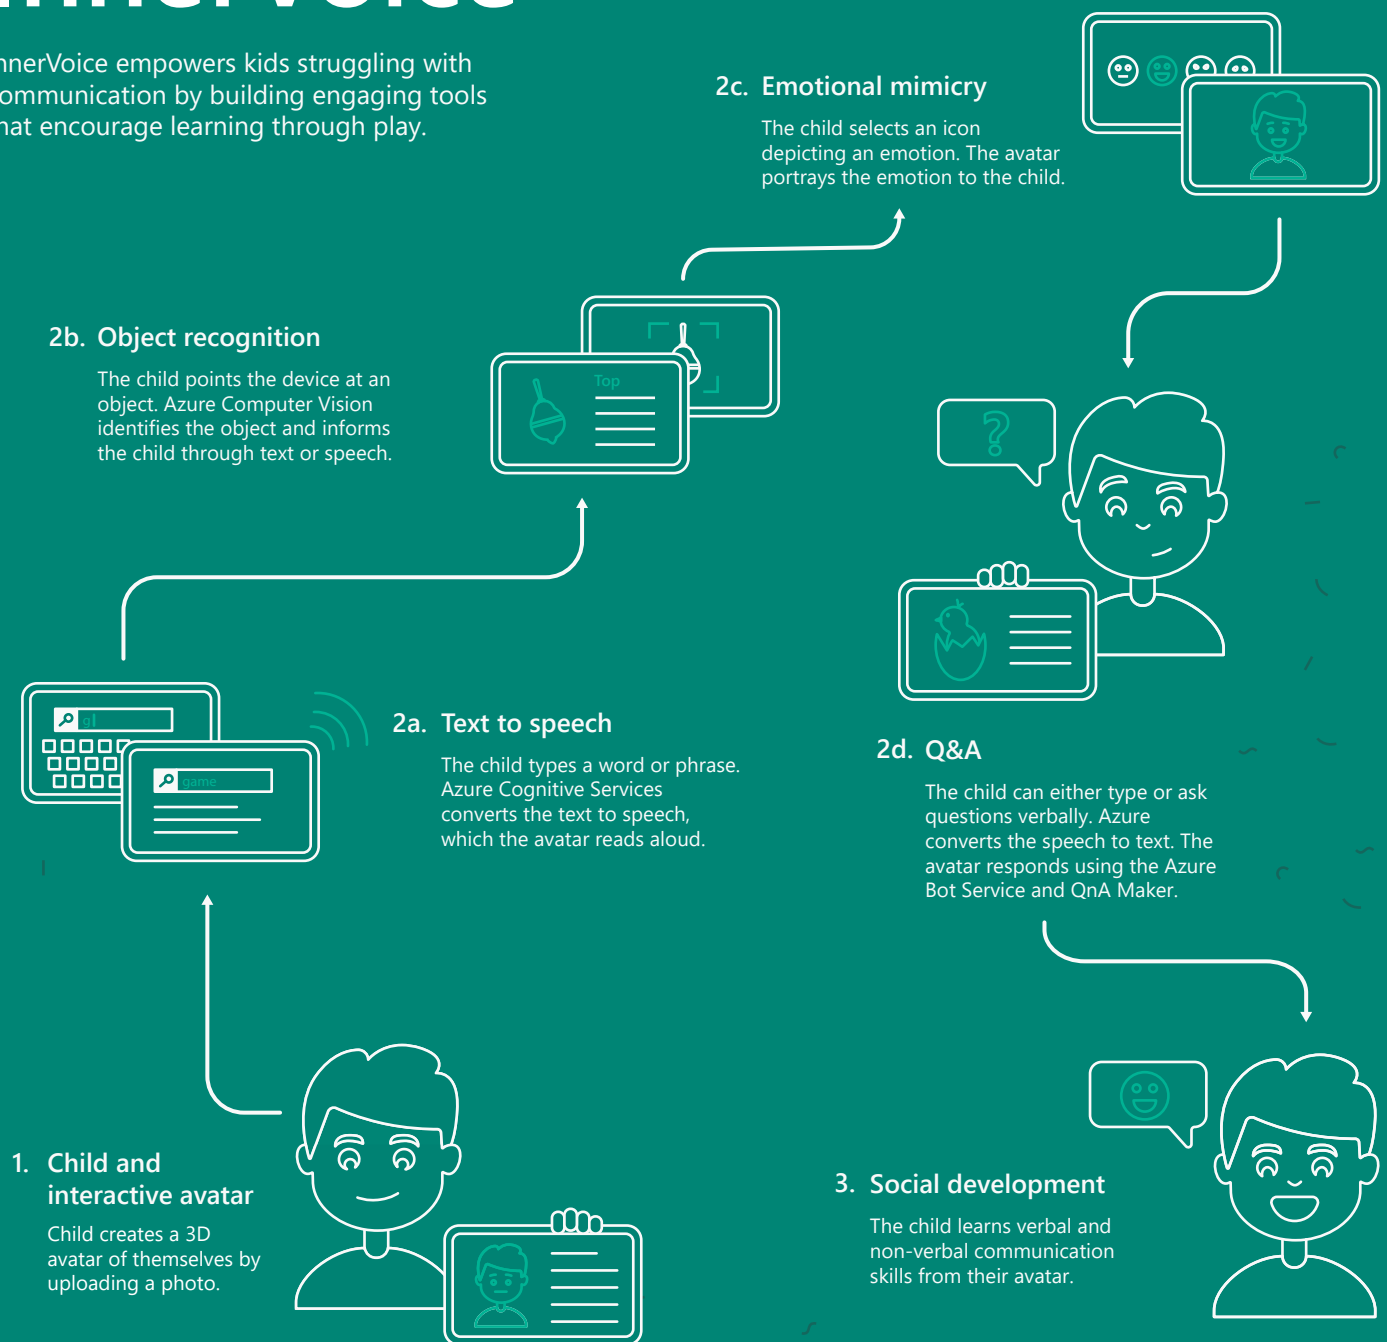 nnerVoice empowers kids struggling with
ommunication by building engaging tools
hat encourage learning through play.
2c. Emotional mimicry
The child selects an icon
depicting an emotion. The avatar
portrays the emotion to the child.
2b. Object recognition
The child points the device at an
object. Azure Computer Vision
identifies the object and informs
the child through text or speech.
Top
?
g
game
2a. Text to speech
The child types a word or phrase.
Azure Cognitive Services
converts the text to speech,
which the avatar reads aloud.
2d. Q&A
The child can either type or ask
questions verbally. Azure
converts the speech to text. The
avatar responds using the Azure
Bot Service and QnA Maker.
1. Child and
interactive avatar
Child creates a 3D
avatar of themselves by
uploading a photo.
3. Social development
The child learns verbal and
non-verbal communication
skills from their avatar.